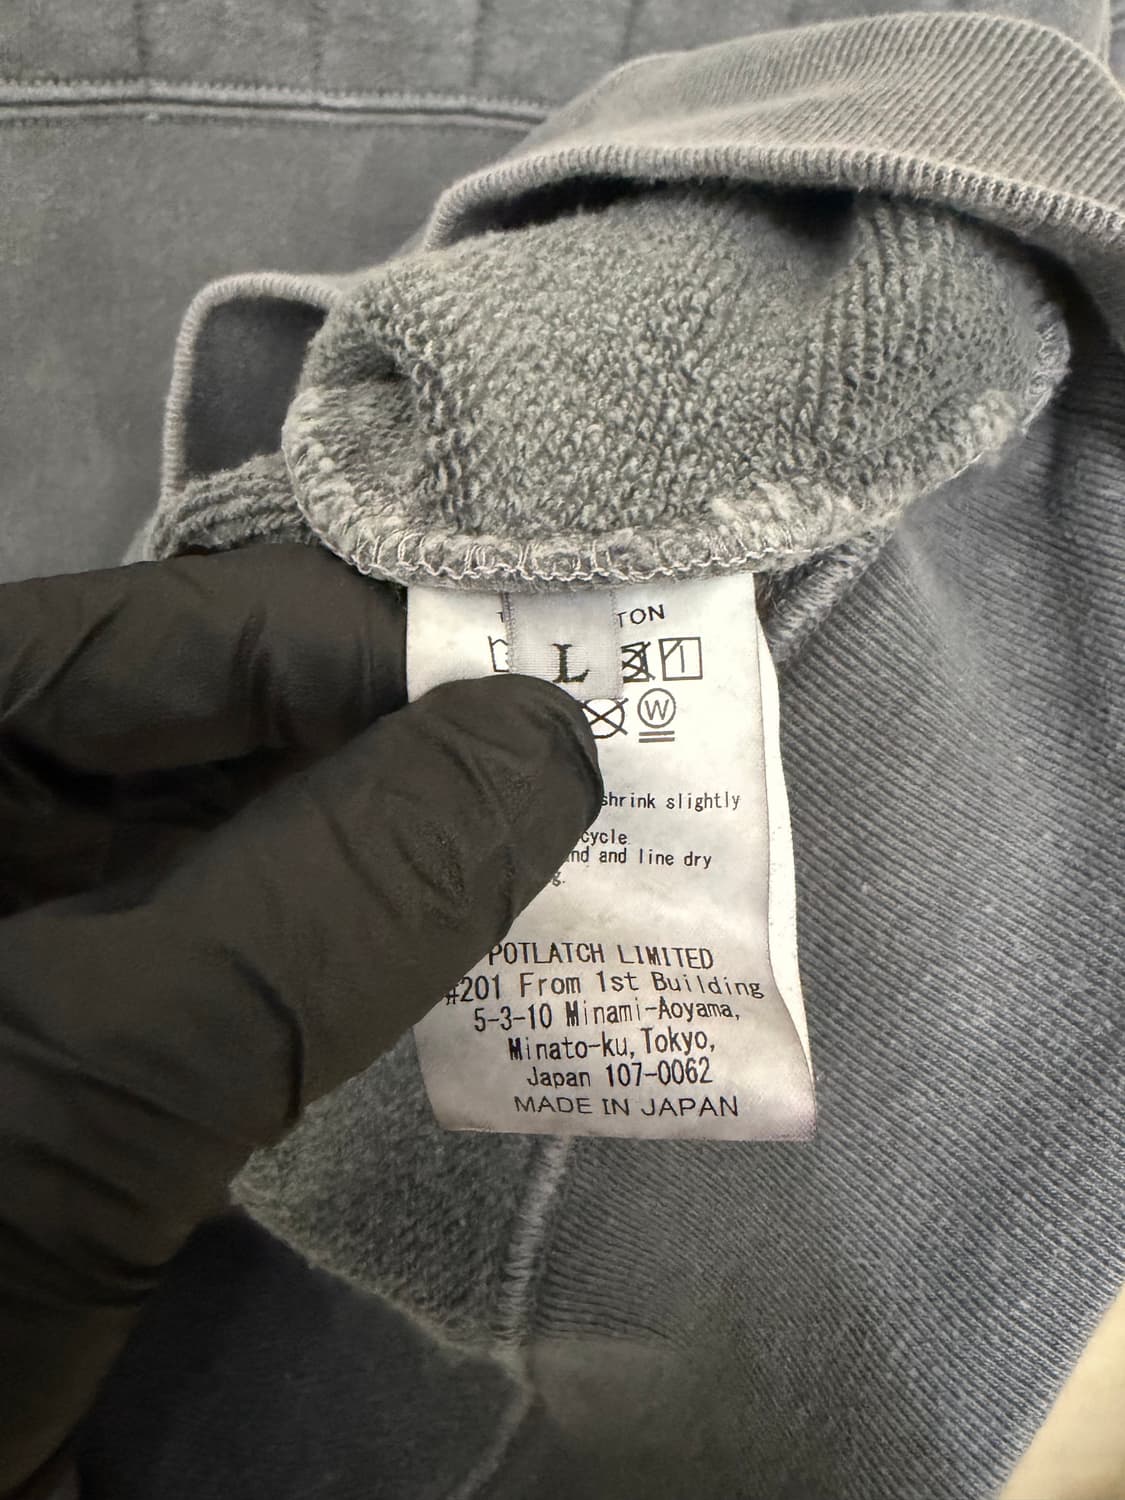 TON
L
W
shrink slightly
cycle
and line dry
POTLATCH LIMITED
#201 From 1st Building
5-3-10 Minami-Aoyama,
Minato-ku, Tokyo,
Japan 107-0062
MADE IN JAPAN